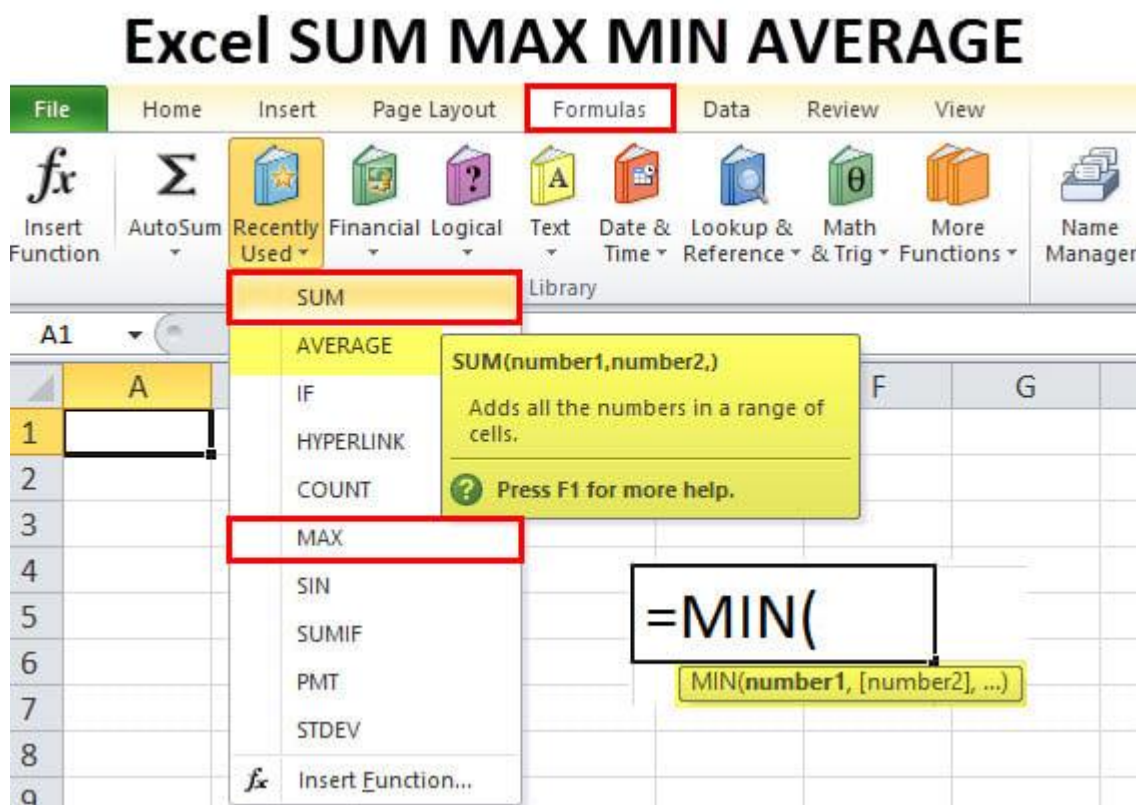 Excel SUM MAX MIN AVERAGE
File Home Insert Page Layout Formulas Data Review View
fx Σ ? A θ
Insert Function AutoSum Recently Used Financial Logical Text Date & Time Lookup & Reference Math & Trig More Functions Name Manager
Library
A1
A F G
SUM
AVERAGE
IF
HYPERLINK
COUNT
MAX
SIN
SUMIF
PMT
STDEV
fx Insert Function...
SUM(number1,number2,)
Adds all the numbers in a range of
cells.
? Press F1 for more help.
1
2
3
4
5
6
7
8
9
=MIN(
MIN(number1, [number2], ...)